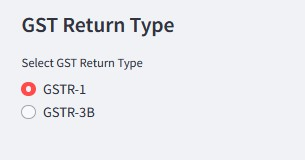 GST Return Type
Select GST Return Type
GSTR-1
GSTR-3B